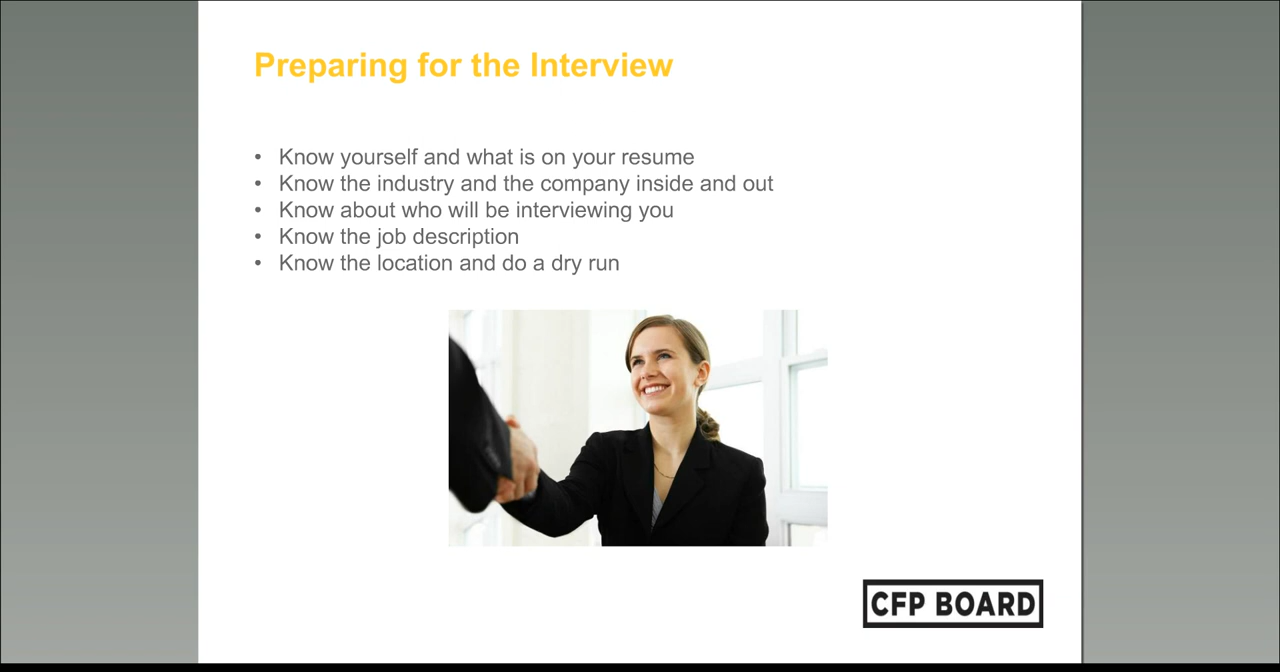 Preparing for the Interview
• Know yourself and what is on your resume
• Know the industry and the company inside and out
• Know about who will be interviewing you
• Know the job description
• Know the location and do a dry run
CFP BOARD